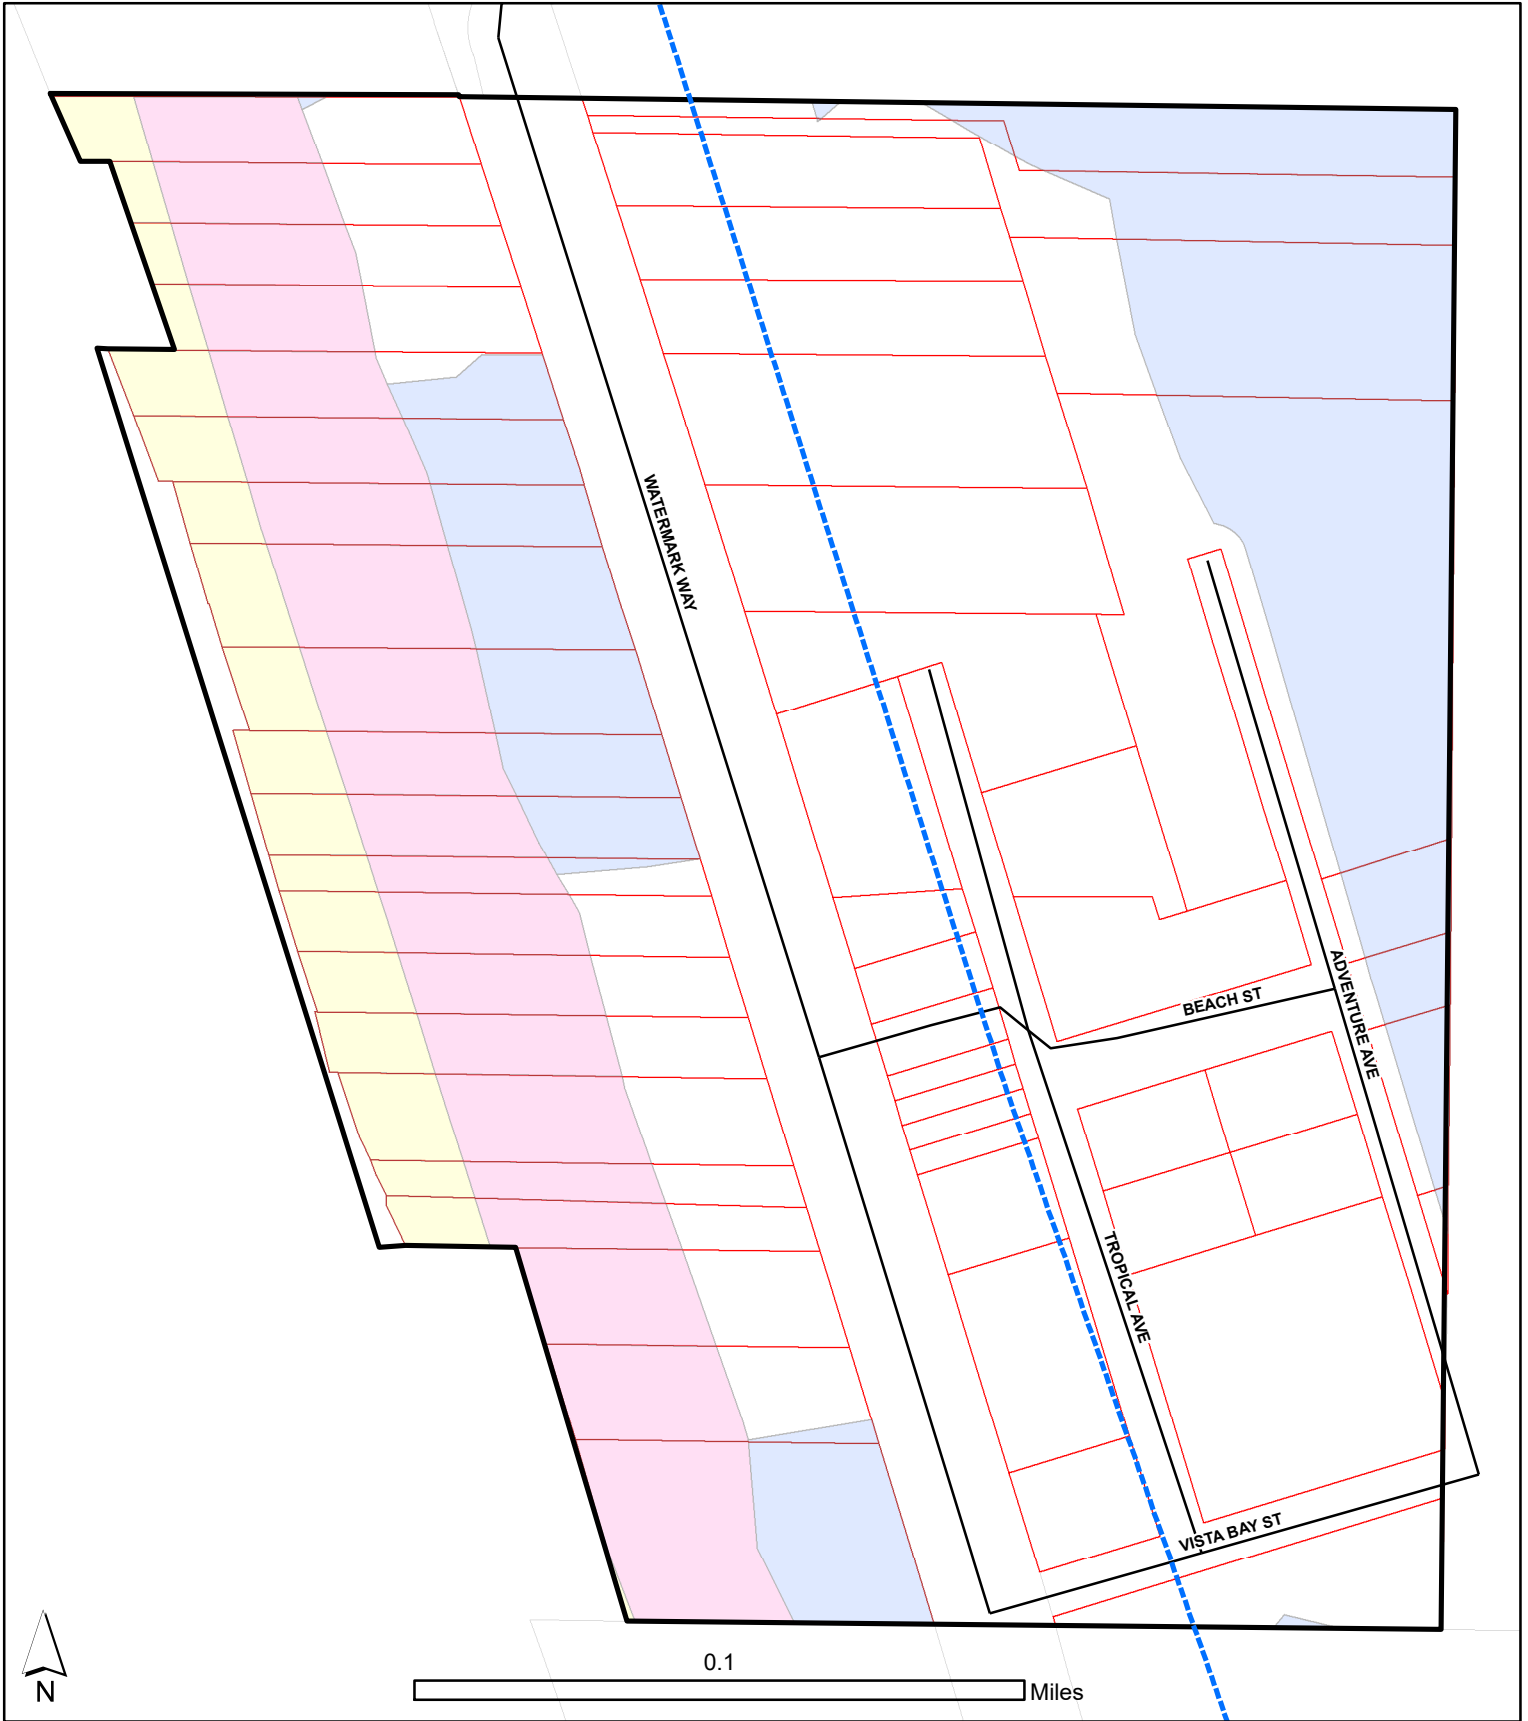 WATERMARK WAY
BEACH ST
ADVENTURE AVE
TROPICAL AVE
VISTA BAY ST
N
0.1
Miles